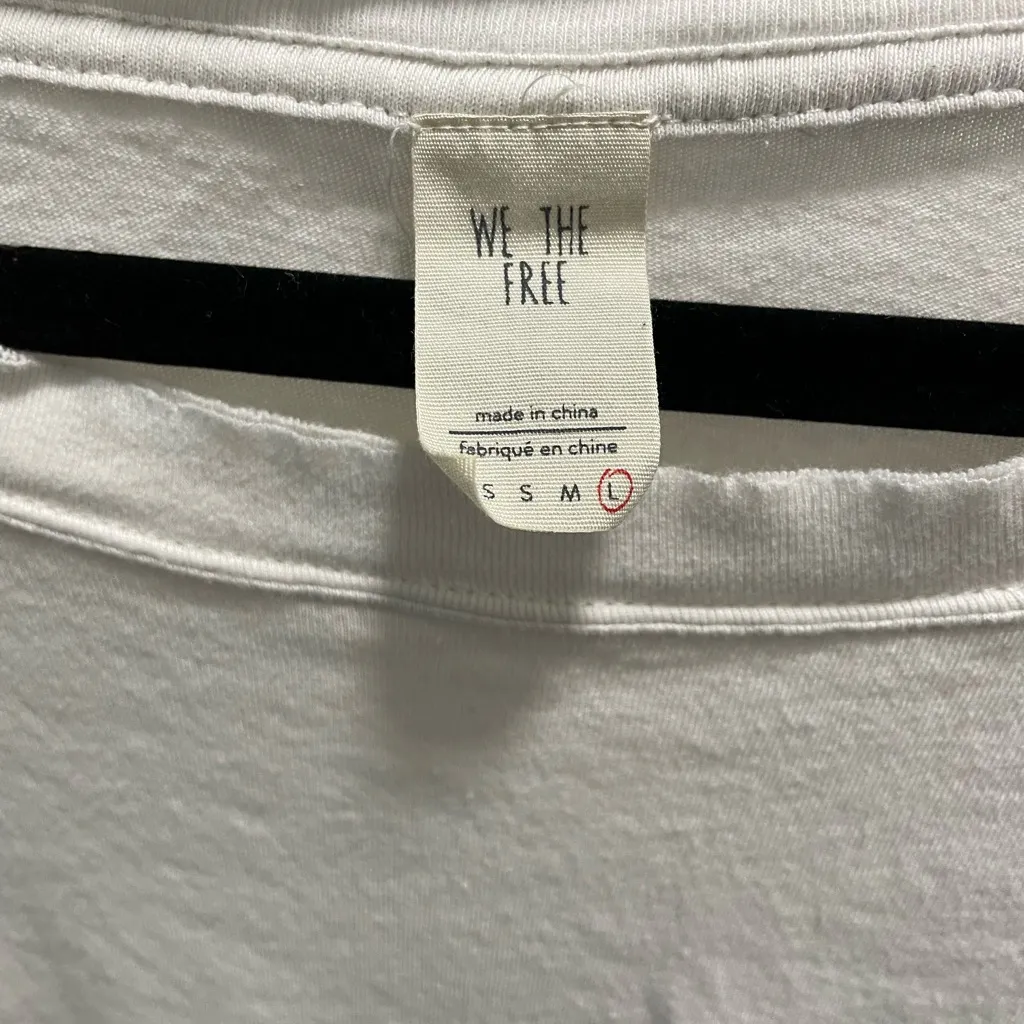 WE THE
FREE
made in china
fabriqué en chine
S S M L